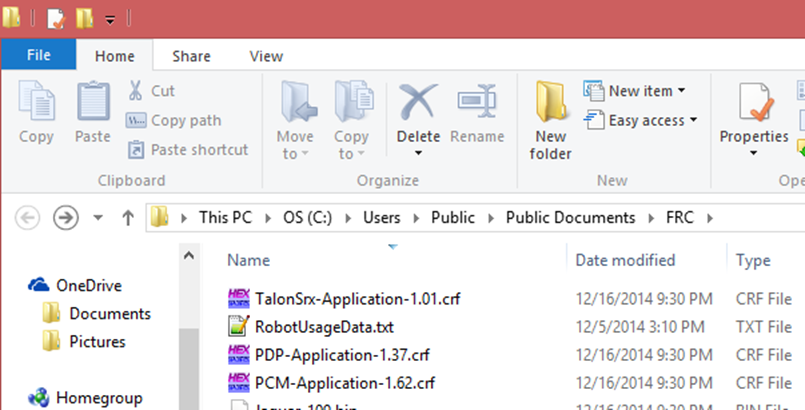 File Home Share View
Copy Paste Cut Copy path Paste shortcut Move to Copy to Delete Rename New folder New item Easy access Properties
Clipboard Organize New Ope
This PC OS (C:) Users Public Public Documents FRC
Name Date modified Type
OneDrive
Documents
Pictures
Homegroup
TalonSrx-Application-1.01.crf 12/16/2014 9:30 PM CRF File
RobotUsageData.txt 12/5/2014 3:10 PM TXT File
PDP-Application-1.37.crf 12/16/2014 9:30 PM CRF File
PCM-Application-1.62.crf 12/16/2014 9:30 PM CRF File